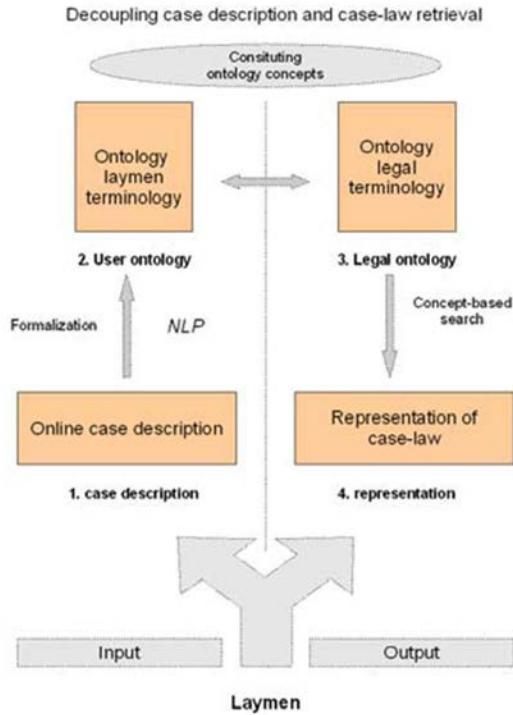 Decoupling case description and case-law retrieval
Consituting
ontology concepts
Ontology
laymen
terminology
Ontology
legal
terminology
2. User ontology
3. Legal ontology
Formalization
NLP
Concept-based
search
Online case description
Representation of
case-law
1. case description
4. representation
Input
Output
Laymen